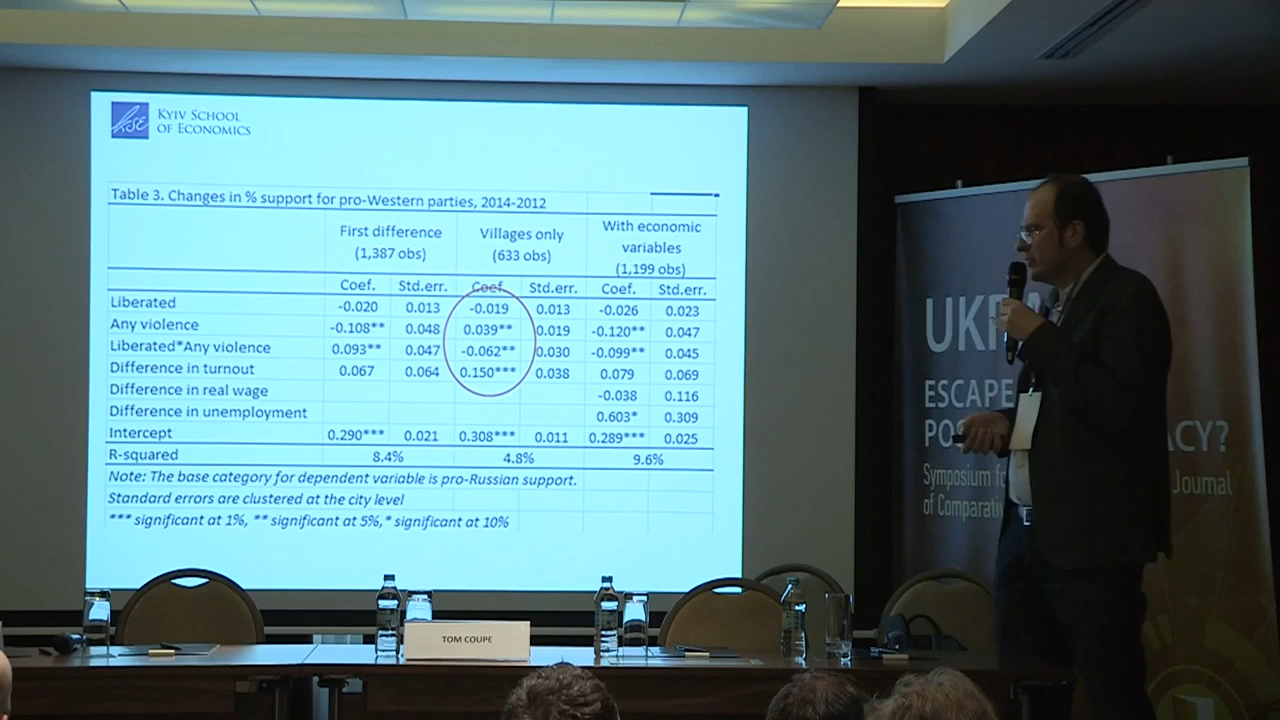 KYIV SCHOOL
OF ECONOMICS
Table 3. Changes in % support for pro-Western parties, 2014-2012
First difference (1,387 obs) Villages only (633 obs) With economic variables (1,199 obs)
Coef. Std.err. Coef. Std.err. Coef. Std.err.
Liberated -0.020 0.013 -0.019 0.013 -0.026 0.023
Any violence -0.108** 0.048 0.039** 0.019 -0.120** 0.047
Liberated*Any violence 0.093** 0.047 -0.062** 0.030 -0.099** 0.045
Difference in turnout 0.067 0.064 0.150*** 0.038 0.079 0.069
Difference in real wage -0.038 0.116
Difference in unemployment 0.603* 0.309
Intercept 0.290*** 0.021 0.308*** 0.011 0.289*** 0.025
R-squared 8.4% 4.8% 9.6%
Note: The base category for dependent variable is pro-Russian support.
Standard errors are clustered at the city level
*** significant at 1%, ** significant at 5%,* significant at 10%
TOM COUPE
UKRA
ESCAPE
POS ACY?
Symposium fo Journal
of Comparativ